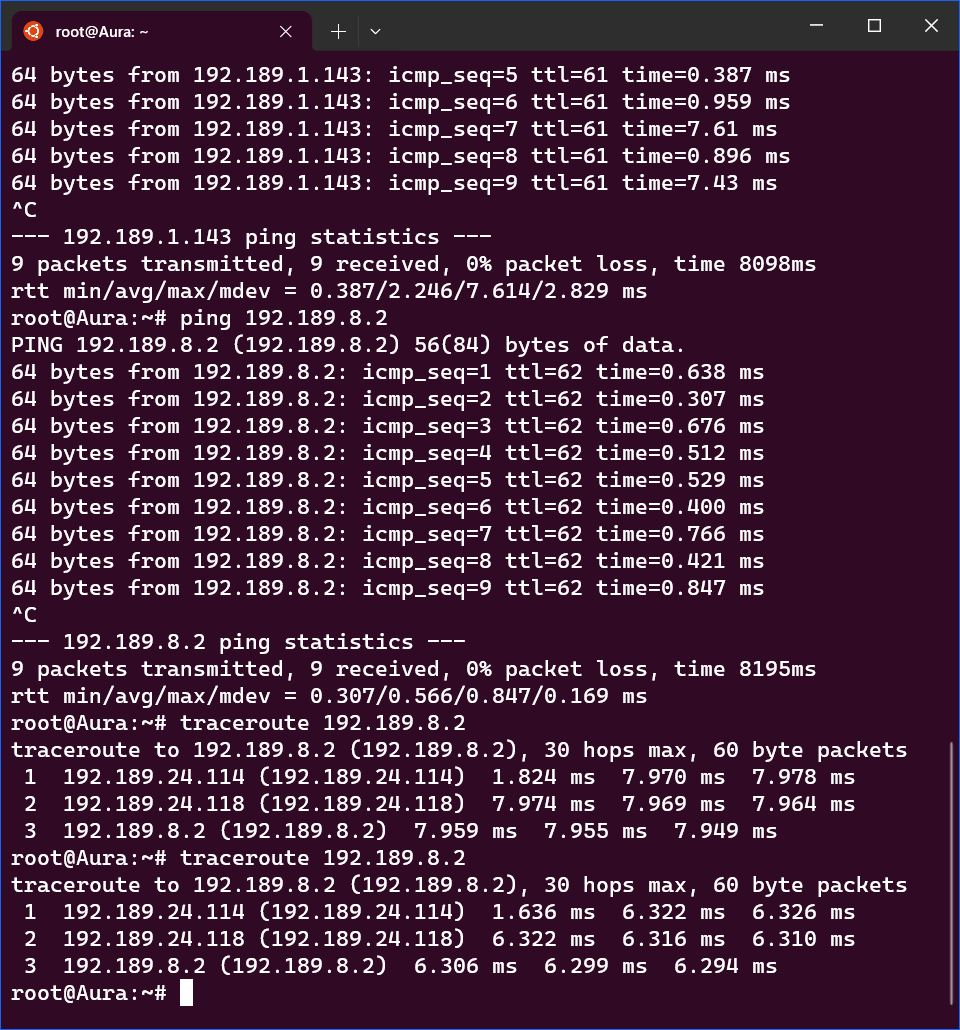 root@Aura: ~
64 bytes from 192.189.1.143: icmp_seq=5 ttl=61 time=0.387 ms
64 bytes from 192.189.1.143: icmp_seq=6 ttl=61 time=0.959 ms
64 bytes from 192.189.1.143: icmp_seq=7 ttl=61 time=7.61 ms
64 bytes from 192.189.1.143: icmp_seq=8 ttl=61 time=0.896 ms
64 bytes from 192.189.1.143: icmp_seq=9 ttl=61 time=7.43 ms
^C
--- 192.189.1.143 ping statistics ---
9 packets transmitted, 9 received, 0% packet loss, time 8098ms
rtt min/avg/max/mdev = 0.387/2.246/7.614/2.829 ms
root@Aura:~# ping 192.189.8.2
PING 192.189.8.2 (192.189.8.2) 56(84) bytes of data.
64 bytes from 192.189.8.2: icmp_seq=1 ttl=62 time=0.638 ms
64 bytes from 192.189.8.2: icmp_seq=2 ttl=62 time=0.307 ms
64 bytes from 192.189.8.2: icmp_seq=3 ttl=62 time=0.676 ms
64 bytes from 192.189.8.2: icmp_seq=4 ttl=62 time=0.512 ms
64 bytes from 192.189.8.2: icmp_seq=5 ttl=62 time=0.529 ms
64 bytes from 192.189.8.2: icmp_seq=6 ttl=62 time=0.400 ms
64 bytes from 192.189.8.2: icmp_seq=7 ttl=62 time=0.766 ms
64 bytes from 192.189.8.2: icmp_seq=8 ttl=62 time=0.421 ms
64 bytes from 192.189.8.2: icmp_seq=9 ttl=62 time=0.847 ms
^C
--- 192.189.8.2 ping statistics ---
9 packets transmitted, 9 received, 0% packet loss, time 8195ms
rtt min/avg/max/mdev = 0.307/0.566/0.847/0.169 ms
root@Aura:~# traceroute 192.189.8.2
traceroute to 192.189.8.2 (192.189.8.2), 30 hops max, 60 byte packets
 1  192.189.24.114 (192.189.24.114)  1.824 ms  7.970 ms  7.978 ms
 2  192.189.24.118 (192.189.24.118)  7.974 ms  7.969 ms  7.964 ms
 3  192.189.8.2 (192.189.8.2)  7.959 ms  7.955 ms  7.949 ms
root@Aura:~# traceroute 192.189.8.2
traceroute to 192.189.8.2 (192.189.8.2), 30 hops max, 60 byte packets
 1  192.189.24.114 (192.189.24.114)  1.636 ms  6.322 ms  6.326 ms
 2  192.189.24.118 (192.189.24.118)  6.322 ms  6.316 ms  6.310 ms
 3  192.189.8.2 (192.189.8.2)  6.306 ms  6.299 ms  6.294 ms
root@Aura:~#